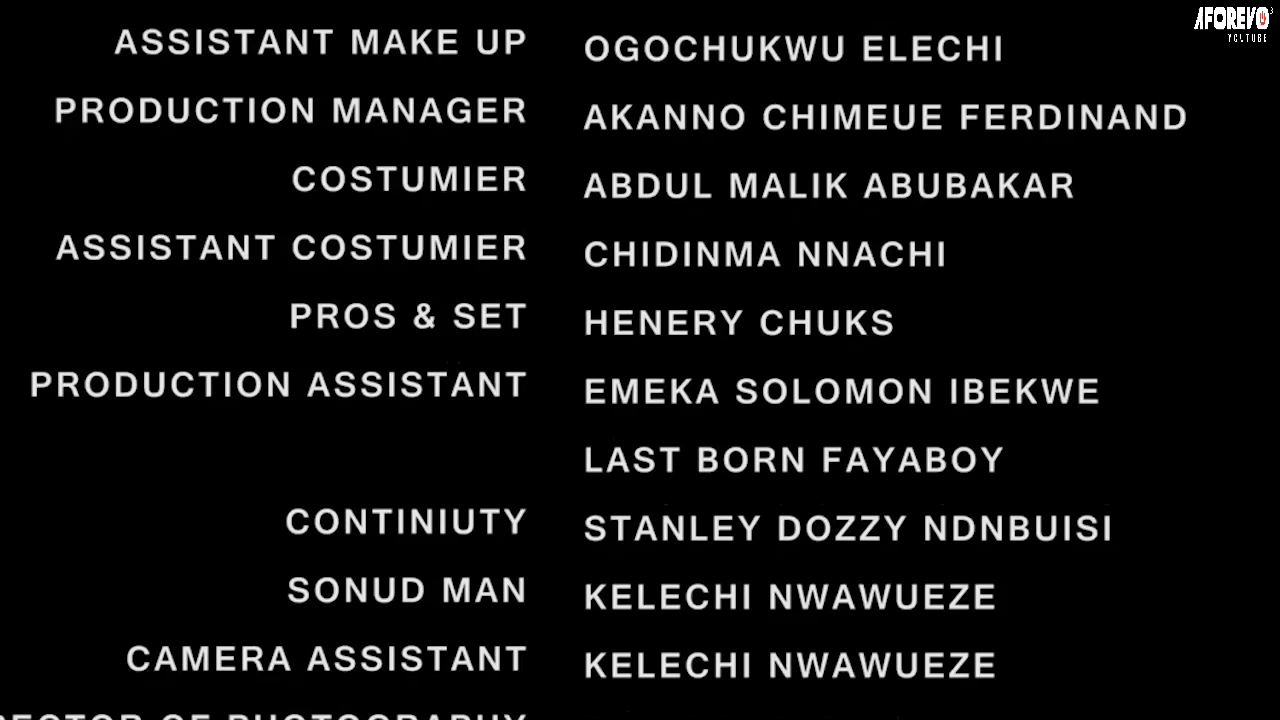 AFOREVO
ASSISTANT MAKE UP OGOCHUKWU ELECHI
PRODUCTION MANAGER AKANNO CHIMEUE FERDINAND
COSTUMIER ABDUL MALIK ABUBAKAR
ASSISTANT COSTUMIER CHIDINMA NNACHI
PROS & SET HENERY CHUKS
PRODUCTION ASSISTANT EMEKA SOLOMON IBEKWE
LAST BORN FAYABOY
CONTINIUTY STANLEY DOZZY NDNBUISI
SONUD MAN KELECHI NWAWUEZE
CAMERA ASSISTANT KELECHI NWAWUEZE
OF PHOTOGRAPHY